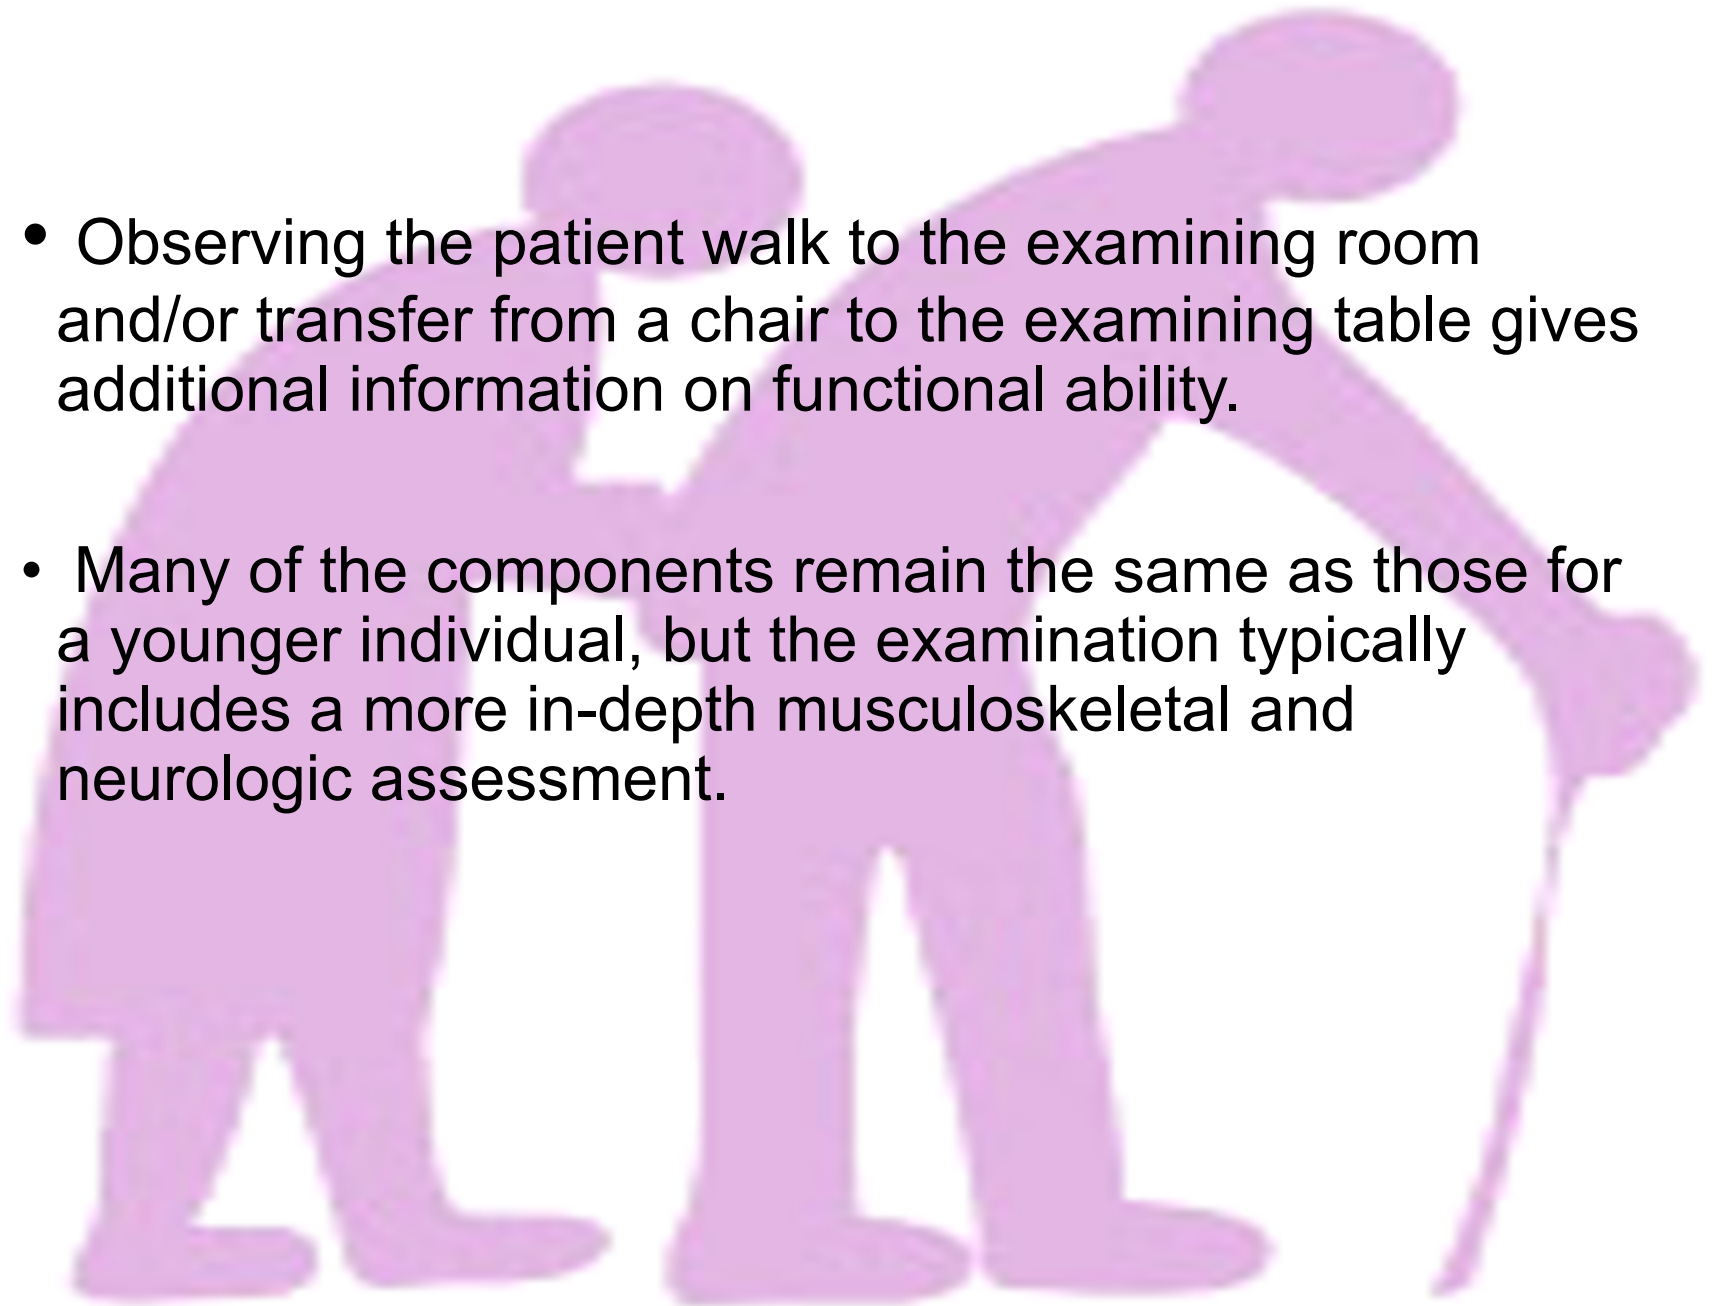 • Observing the patient walk to the examining room
and/or transfer from a chair to the examining table gives
additional information on functional ability.
• Many of the components remain the same as those for
a younger individual, but the examination typically
includes a more in-depth musculoskeletal and
neurologic assessment.